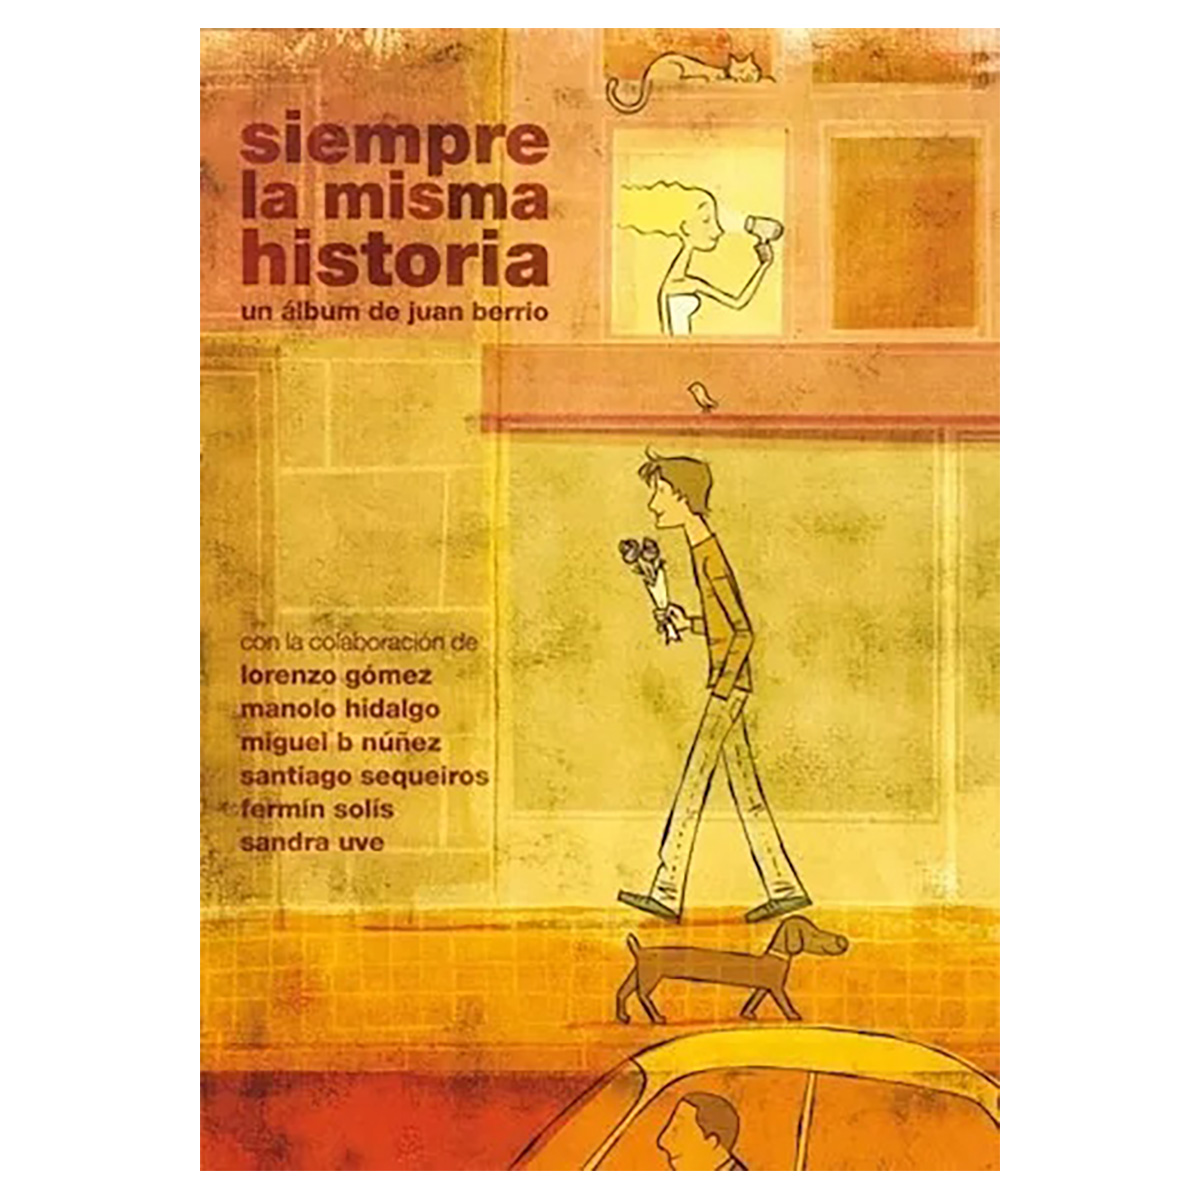 siempre
la misma
historia
un álbum de juan berrio
con la colaboración de
lorenzo gómez
manolo hidalgo
miguel b núñez
santiago sequeiros
fermín solís
sandra uve